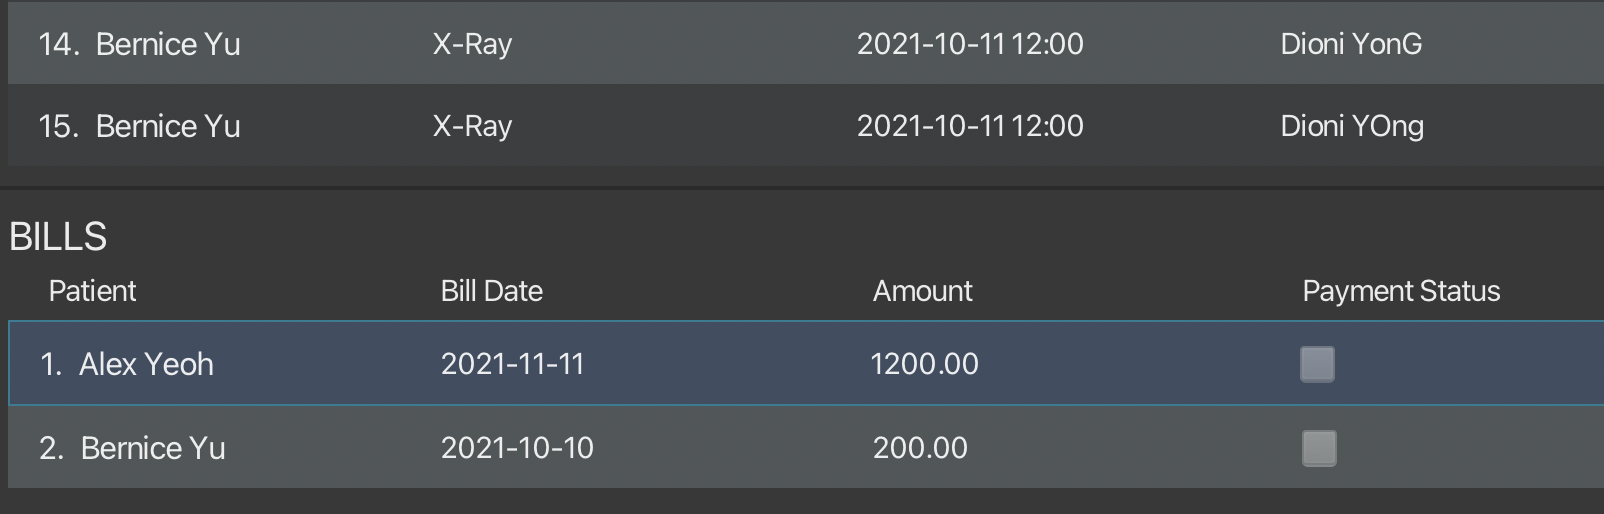 14. Bernice Yu X-Ray 2021-10-11 12:00 Dioni YonG
15. Bernice Yu X-Ray 2021-10-11 12:00 Dioni YOng
BILLS
Patient Bill Date Amount Payment Status
1. Alex Yeoh 2021-11-11 1200.00
2. Bernice Yu 2021-10-10 200.00